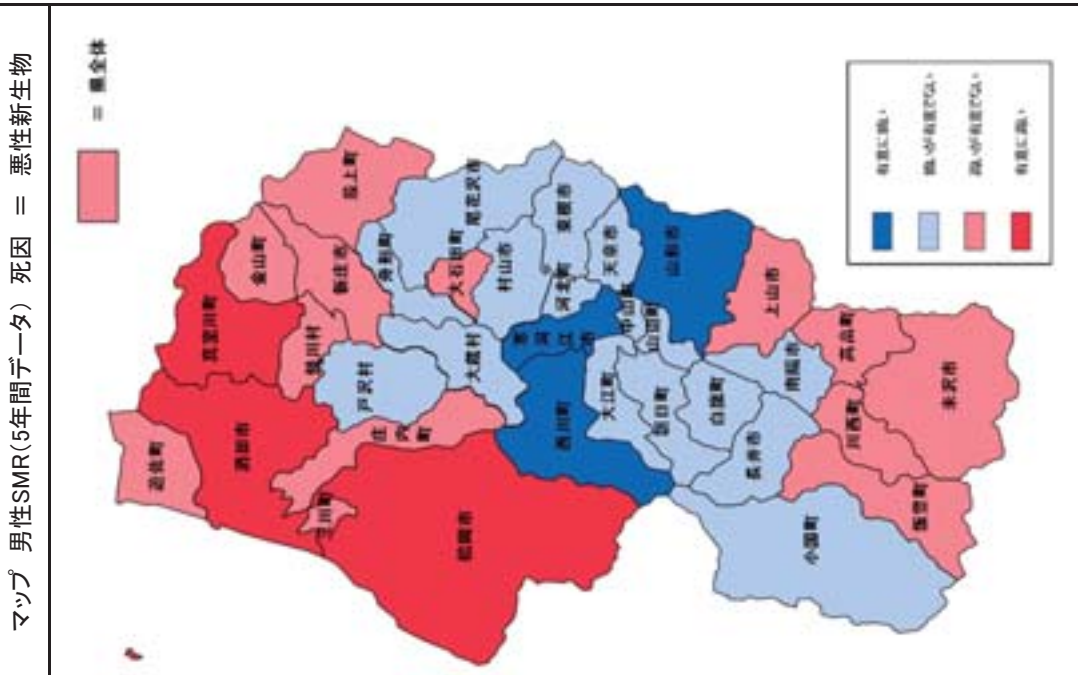 マップ 男性SMR(5年間データ) 死因 = 悪性新生物
= 県全体
遊佐町
酒田市
真室川町
金山町
最上町
新庄市
鮭川村
舟形町
戸沢村
大蔵村
庄内町
三川町
鶴岡市
尾花沢市
大石田町
村山市
東根市
河北町
天童市
寒河江市
西川町
中山町
山辺町
山形市
大江町
朝日町
白鷹町
上山市
南陽市
高畠町
長井市
川西町
米沢市
飯豊町
小国町
有意に低い
低いが有意でない
高いが有意でない
有意に高い